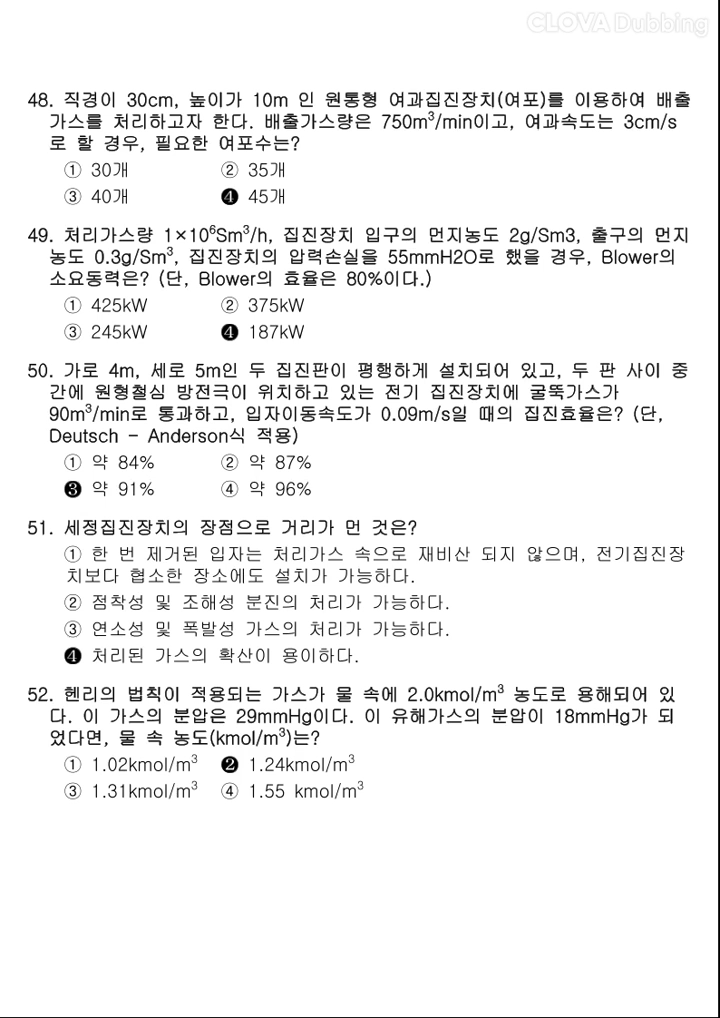 CLOVA Dubbing
48. 직경이 30cm, 높이가 10m 인 원통형 여과집진장치(여포)를 이용하여 배출
가스를 처리하고자 한다. 배출가스량은 750m³/min이고, 여과속도는 3cm/s
로 할 경우, 필요한 여포수는?
① 30개 ② 35개
③ 40개 ❹ 45개
49. 처리가스량 1×10⁶Sm³/h, 집진장치 입구의 먼지농도 2g/Sm3, 출구의 먼지
농도 0.3g/Sm³, 집진장치의 압력손실을 55mmH2O로 했을 경우, Blower의
소요동력은? (단, Blower의 효율은 80%이다.)
① 425kW ② 375kW
③ 245kW ❹ 187kW
50. 가로 4m, 세로 5m인 두 집진판이 평행하게 설치되어 있고, 두 판 사이 중
간에 원형철심 방전극이 위치하고 있는 전기 집진장치에 굴뚝가스가
90m³/min로 통과하고, 입자이동속도가 0.09m/s일 때의 집진효율은? (단,
Deutsch - Anderson식 적용)
① 약 84% ② 약 87%
❸ 약 91% ④ 약 96%
51. 세정집진장치의 장점으로 거리가 먼 것은?
① 한 번 제거된 입자는 처리가스 속으로 재비산 되지 않으며, 전기집진장
치보다 협소한 장소에도 설치가 가능하다.
② 점착성 및 조해성 분진의 처리가 가능하다.
③ 연소성 및 폭발성 가스의 처리가 가능하다.
❹ 처리된 가스의 확산이 용이하다.
52. 헨리의 법칙이 적용되는 가스가 물 속에 2.0kmol/m³ 농도로 용해되어 있
다. 이 가스의 분압은 29mmHg이다. 이 유해가스의 분압이 18mmHg가 되
었다면, 물 속 농도(kmol/m³)는?
① 1.02kmol/m³ ❷ 1.24kmol/m³
③ 1.31kmol/m³ ④ 1.55 kmol/m³